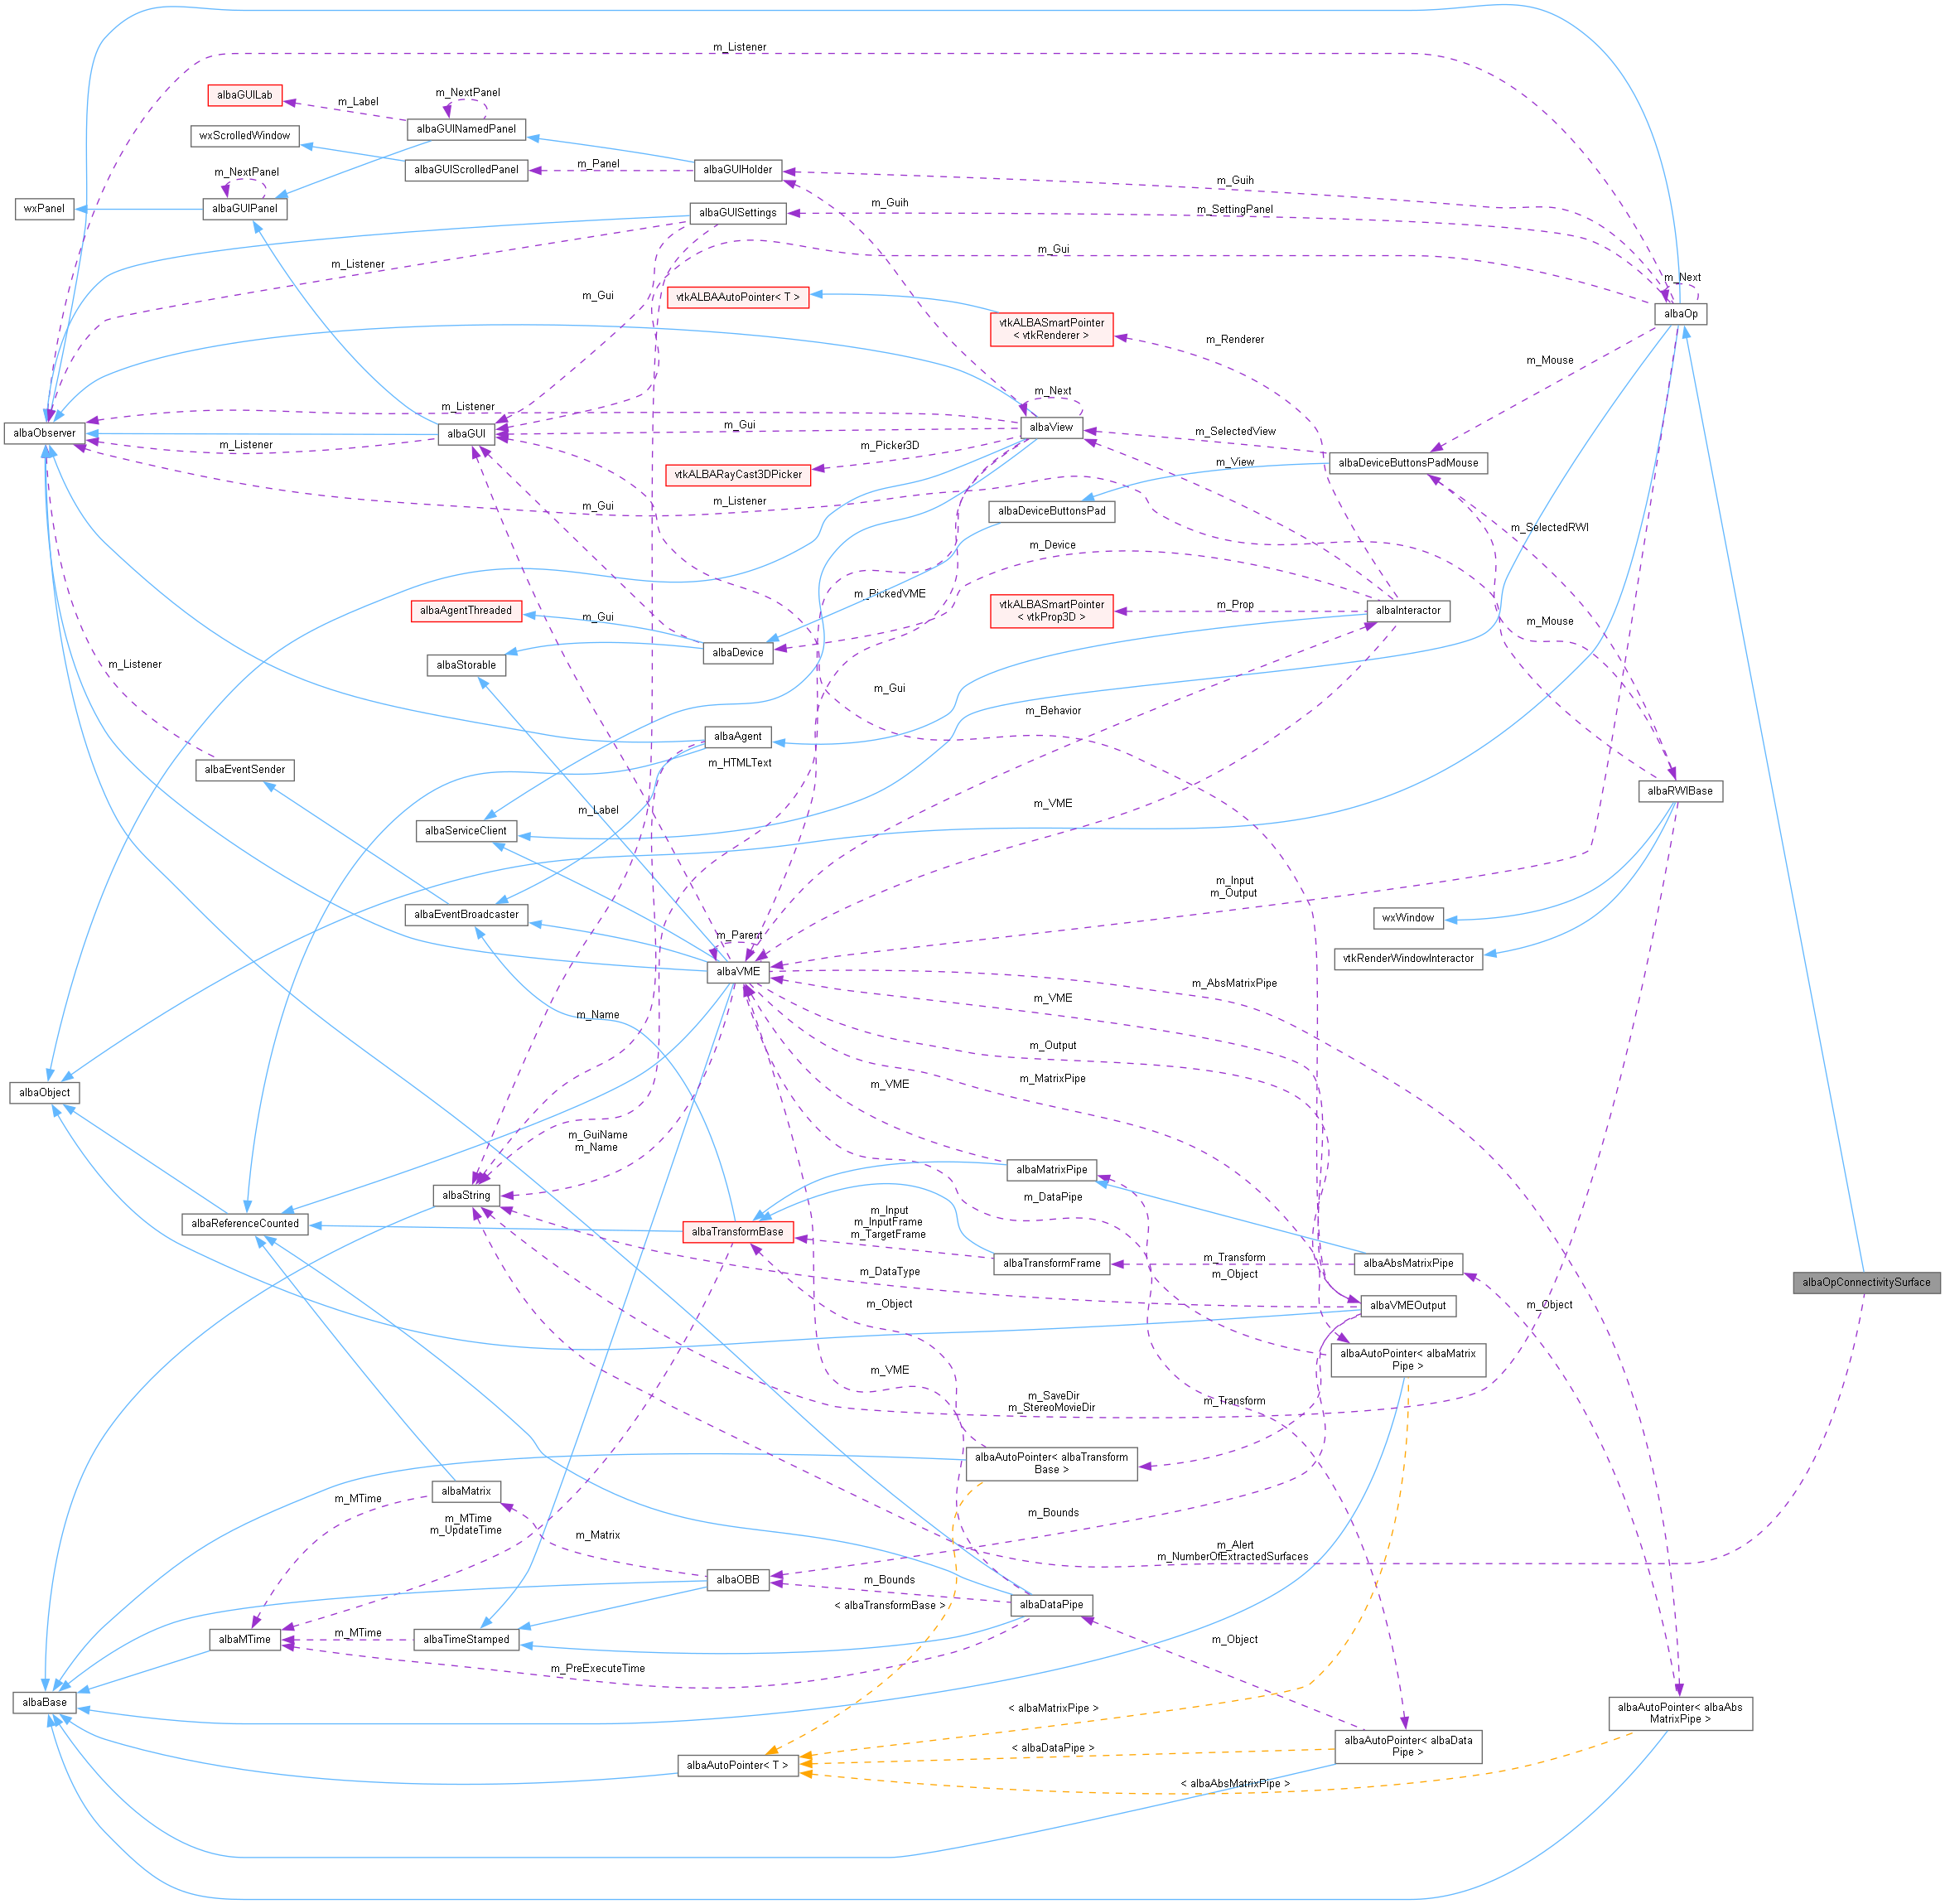 m_Listener
albaGUILab
m_Label
m_NextPanel
albaGUINamedPanel
wxScrolledWindow
albaGUIScrolledPanel
m_Panel
albaGUIHolder
m_NextPanel
wxPanel
albaGUIPanel
m_Guih
m_Guih
m_SettingPanel
albaGUISettings
m_Listener
m_Gui
m_Gui
m_Next
vtkALBAAutoPointer< T >
vtkALBASmartPointer
< vtkRenderer >
m_Renderer
albaOp
m_Mouse
m_Next
m_Listener
albaObserver
m_Listener
albaGUI
m_Gui
albaView
m_SelectedView
m_Picker3D
vtkALBARayCast3DPicker
m_View
albaDeviceButtonsPadMouse
m_Gui
m_Listener
albaDeviceButtonsPad
m_SelectedRWI
m_Device
m_PickedVME
albaAgentThreaded
m_Gui
vtkALBASmartPointer
< vtkProp3D >
m_Prop
albaInteractor
m_Mouse
m_Listener
albaStorable
albaDevice
m_Gui
m_Behavior
albaAgent
m_HTMLText
albaEventSender
albaRWIBase
m_Label
albaServiceClient
m_VME
m_Input
m_Output
albaEventBroadcaster
wxWindow
m_Parent
albaVME
vtkRenderWindowInteractor
m_AbsMatrixPipe
m_Name
m_VME
m_Output
m_MatrixPipe
albaObject
m_VME
m_GuiName
m_Name
albaMatrixPipe
albaString
m_DataPipe
albaReferenceCounted
albaTransformBase
m_Input
m_InputFrame
m_TargetFrame
albaTransformFrame
m_Transform
m_Object
albaAbsMatrixPipe
albaOpConnectivitySurface
m_DataType
m_Object
albaVMEOutput
m_Object
albaAutoPointer< albaMatrix
Pipe >
m_VME
m_SaveDir
m_StereoMovieDir
m_Transform
albaAutoPointer< albaTransform
Base >
albaMatrix
m_MTime
m_MTime
m_UpdateTime
m_Matrix
m_Bounds
m_Alert
m_NumberOfExtractedSurfaces
albaOBB
m_Bounds
< albaTransformBase >
albaDataPipe
albaMTime
m_MTime
albaTimeStamped
m_Object
m_PreExecuteTime
albaBase
< albaMatrixPipe >
albaAutoPointer< albaAbs
MatrixPipe >
< albaDataPipe >
albaAutoPointer< albaData
Pipe >
albaAutoPointer< T >
< albaAbsMatrixPipe >